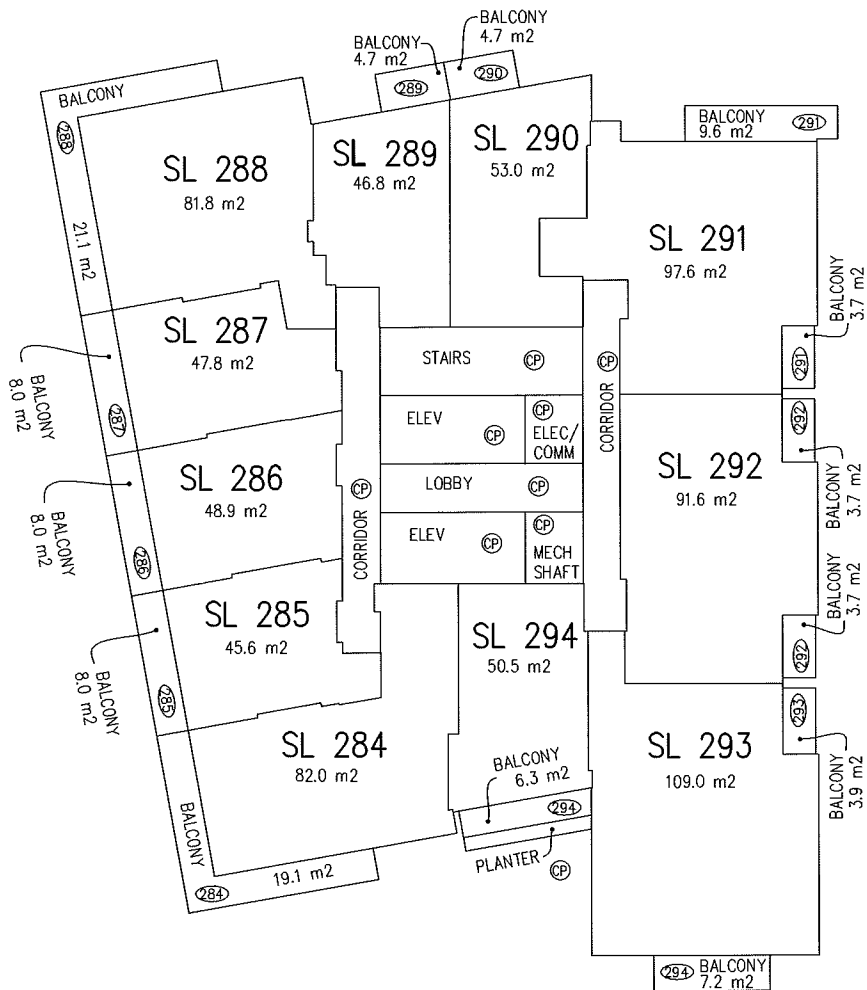 BALCONY
4.7 m2
BALCONY
4.7 m2
290
289
BALCONY
288
21.1 m2
SL 288
81.8 m2
SL 289
46.8 m2
SL 290
53.0 m2
BALCONY
9.6 m2
291
SL 291
97.6 m2
BALCONY
3.7 m2
291
SL 287
47.8 m2
BALCONY
8.0 m2
287
STAIRS
CP
CP
CORRIDOR
ELEV
CP
CP
ELEC/
COMM
292
BALCONY
3.7 m2
SL 292
91.6 m2
SL 286
48.9 m2
BALCONY
8.0 m2
286
CP
CORRIDOR
LOBBY
CP
ELEV
CP
CP
MECH
SHAFT
BALCONY
3.7 m2
292
SL 285
45.6 m2
BALCONY
8.0 m2
285
SL 294
50.5 m2
293
BALCONY
3.9 m2
SL 284
82.0 m2
SL 293
109.0 m2
BALCONY
6.3 m2
294
PLANTER
CP
BALCONY
284
19.1 m2
294
BALCONY
7.2 m2